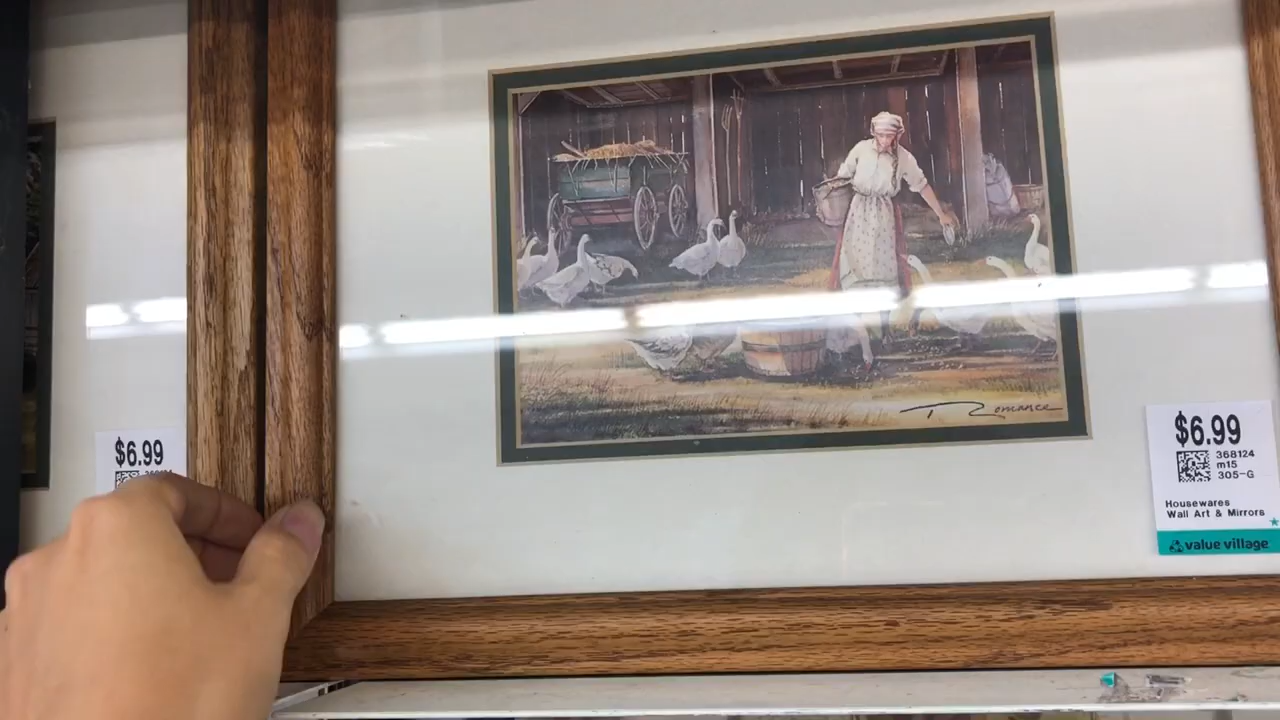 T Romance
$6.99
$6.99
368124
m15
305-G
Housewares
Wall Art & Mirrors
value village